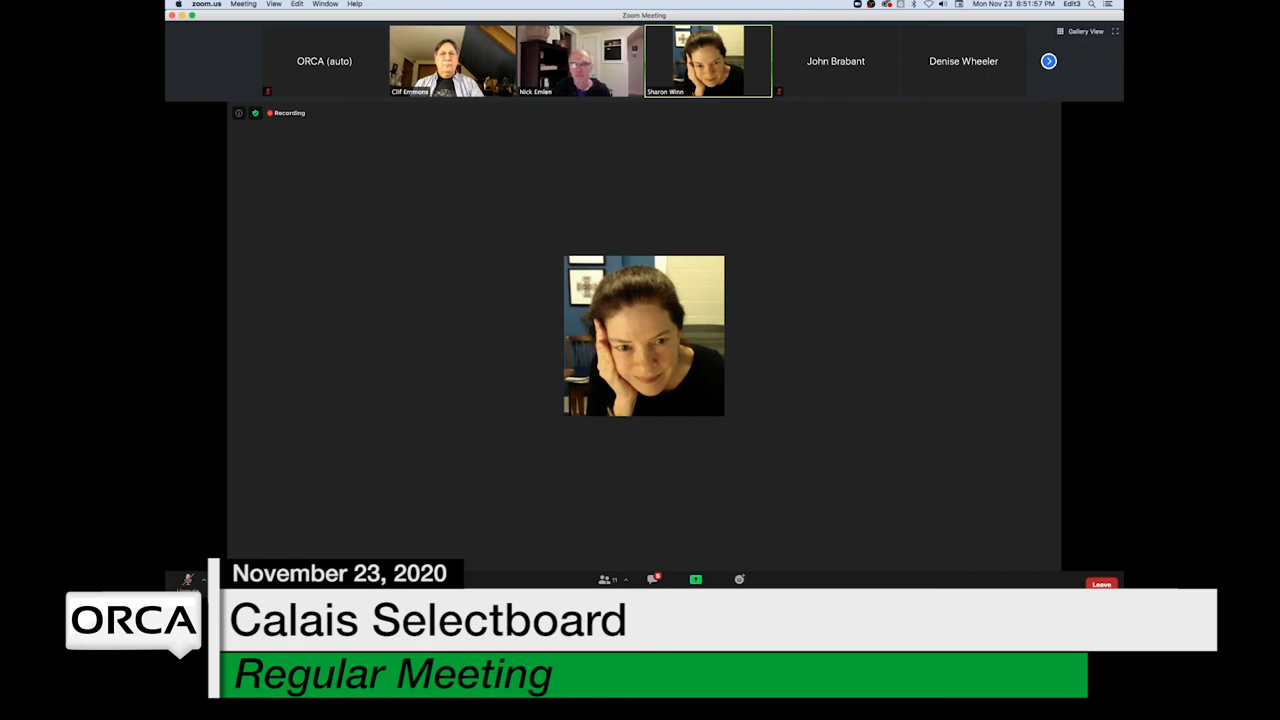 zoom.us Meeting View Edit Window Help
Mon Nov 23 8:51:57 PM Edit3
Zoom Meeting
Gallery View
ORCA (auto)
Clif Emmons
Nick Emlen
Sharon Winn
John Brabant
Denise Wheeler
Recording
11
Leave
November 23, 2020
ORCA
Calais Selectboard
Regular Meeting